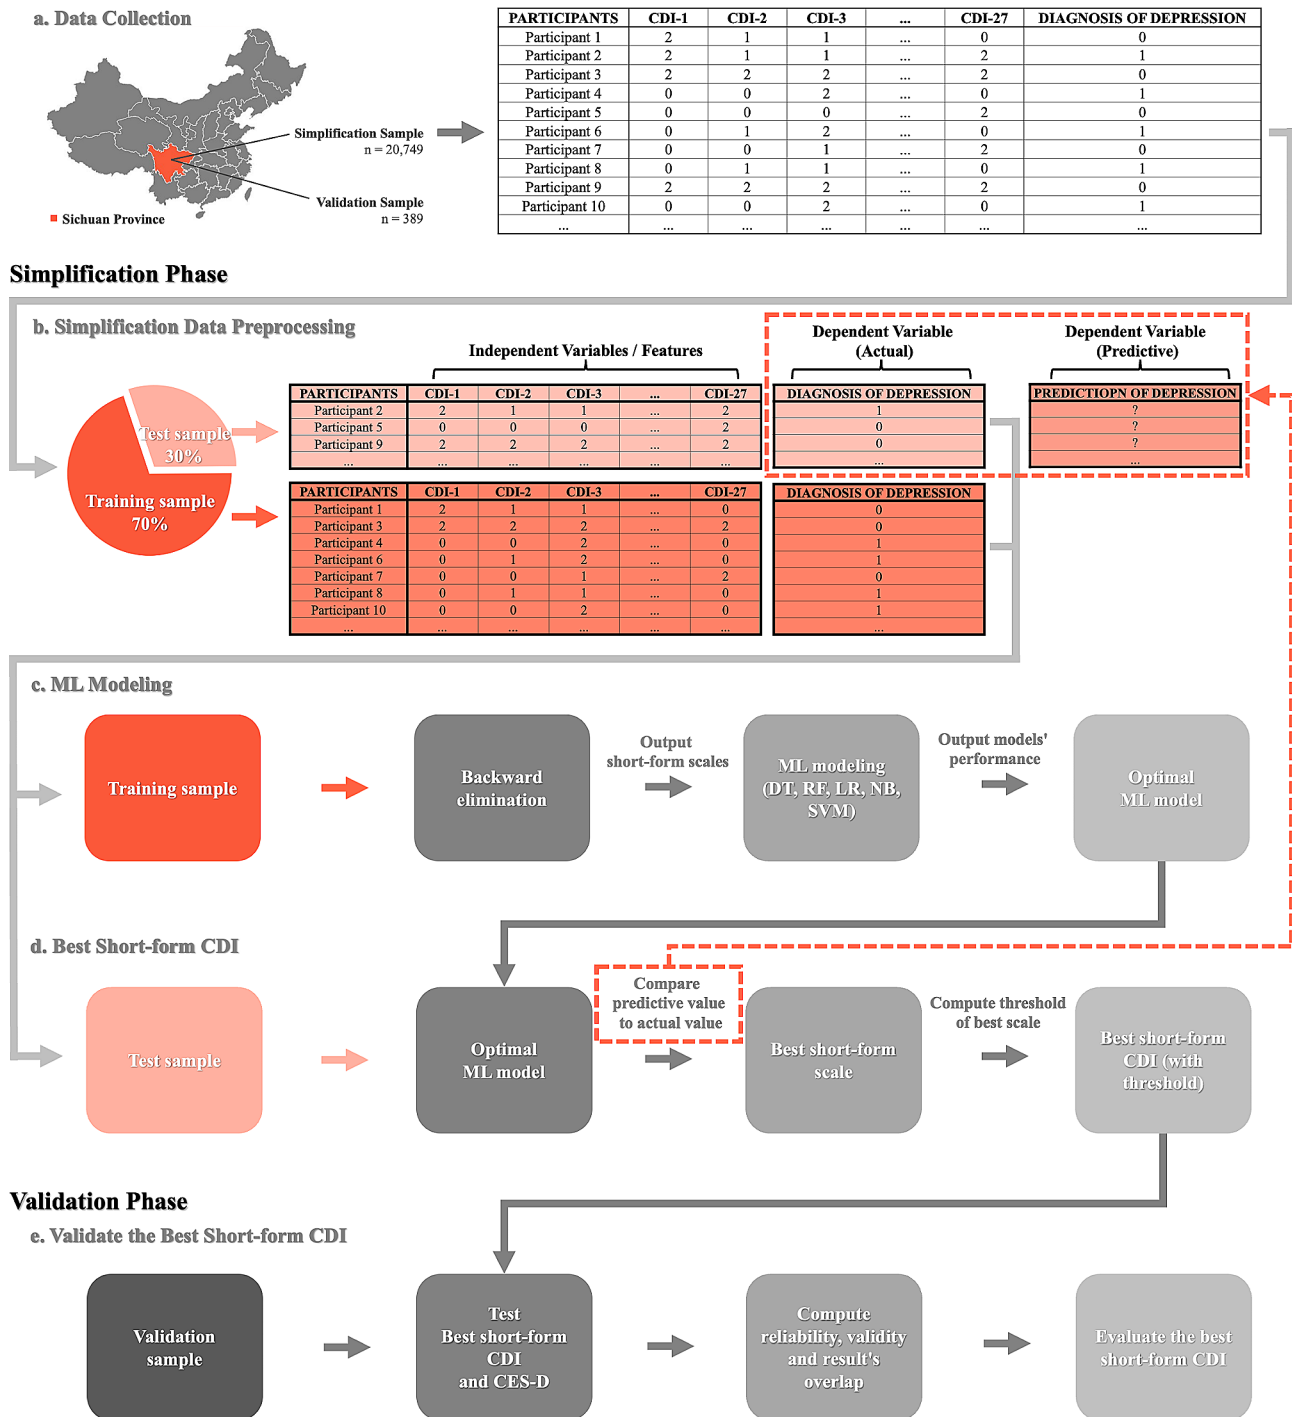 a. Data Collection
Simplification Sample
n = 20,749
Validation Sample
n = 389
Sichuan Province
PARTICIPANTS CDI-1 CDI-2 CDI-3 ... CDI-27 DIAGNOSIS OF DEPRESSION
Participant 1 2 1 1 ... 0 0
Participant 2 2 1 1 ... 2 1
Participant 3 2 2 2 ... 2 0
Participant 4 0 0 2 ... 0 1
Participant 5 0 0 0 ... 2 0
Participant 6 0 1 2 ... 0 1
Participant 7 0 0 1 ... 2 0
Participant 8 0 1 1 ... 0 1
Participant 9 2 2 2 ... 2 0
Participant 10 0 0 2 ... 0 1
... ... ... ... ... ... ...
Simplification Phase
b. Simplification Data Preprocessing
Test sample
30%
Training sample
70%
Independent Variables / Features
Dependent Variable
(Actual)
Dependent Variable
(Predictive)
PARTICIPANTS CDI-1 CDI-2 CDI-3 ... CDI-27 DIAGNOSIS OF DEPRESSION PREDICTIOPN OF DEPRESSION
Participant 2 2 1 1 ... 2 1 ?
Participant 5 0 0 0 ... 2 0 ?
Participant 9 2 2 2 ... 2 0 ?
... ... ... ... ... ... ... ...
PARTICIPANTS CDI-1 CDI-2 CDI-3 ... CDI-27 DIAGNOSIS OF DEPRESSION
Participant 1 2 1 1 ... 0 0
Participant 3 2 2 2 ... 2 0
Participant 4 0 0 2 ... 0 1
Participant 6 0 1 2 ... 0 1
Participant 7 0 0 1 ... 2 0
Participant 8 0 1 1 ... 0 1
Participant 10 0 0 2 ... 0 1
... ... ... ... ... ... ...
c. ML Modeling
Training sample
Backward
elimination
Output
short-form scales
ML modeling
(DT, RF, LR, NB,
SVM)
Output models'
performance
Optimal
ML model
d. Best Short-form CDI
Test sample
Optimal
ML model
Compare
predictive value
to actual value
Best short-form
scale
Compute threshold
of best scale
Best short-form
CDI (with
threshold)
Validation Phase
e. Validate the Best Short-form CDI
Validation
sample
Test
Best short-form
CDI
and CES-D
Compute
reliability, validity
and result's
overlap
Evaluate the best
short-form CDI